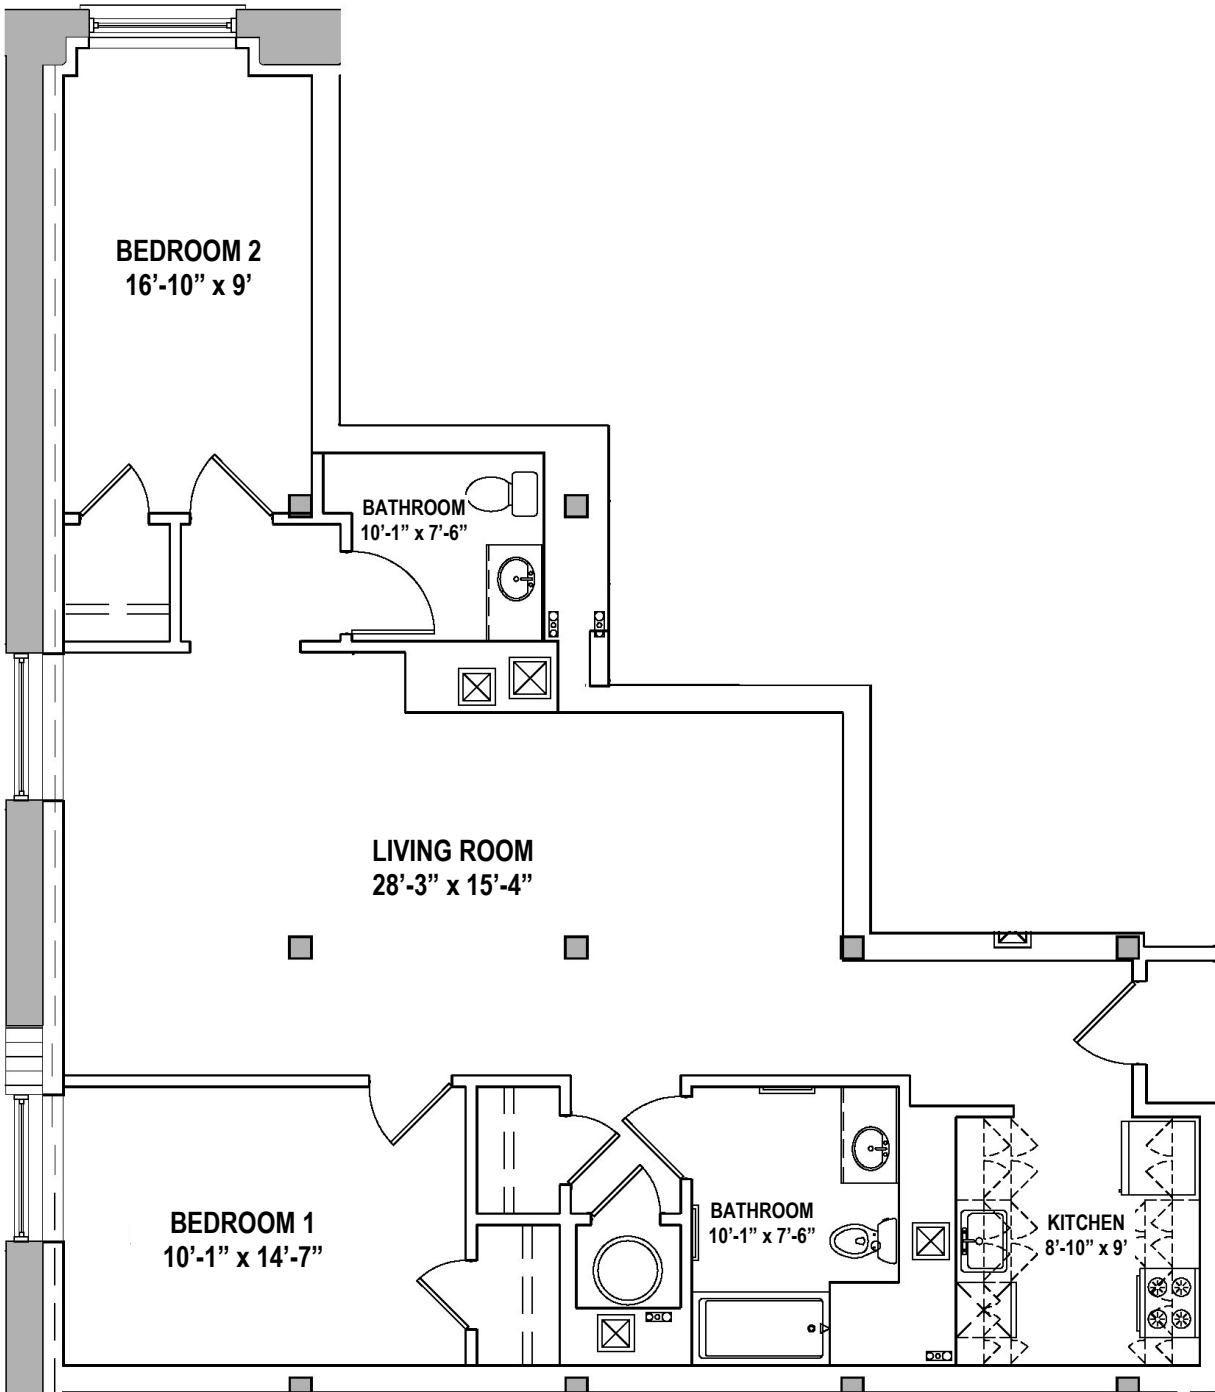 BEDROOM 2
16’-10” x 9’
BATHROOM
10’-1” x 7’-6”
LIVING ROOM
28’-3” x 15’-4”
BEDROOM 1
10’-1” x 14’-7”
BATHROOM
10’-1” x 7’-6”
KITCHEN
8’-10” x 9’